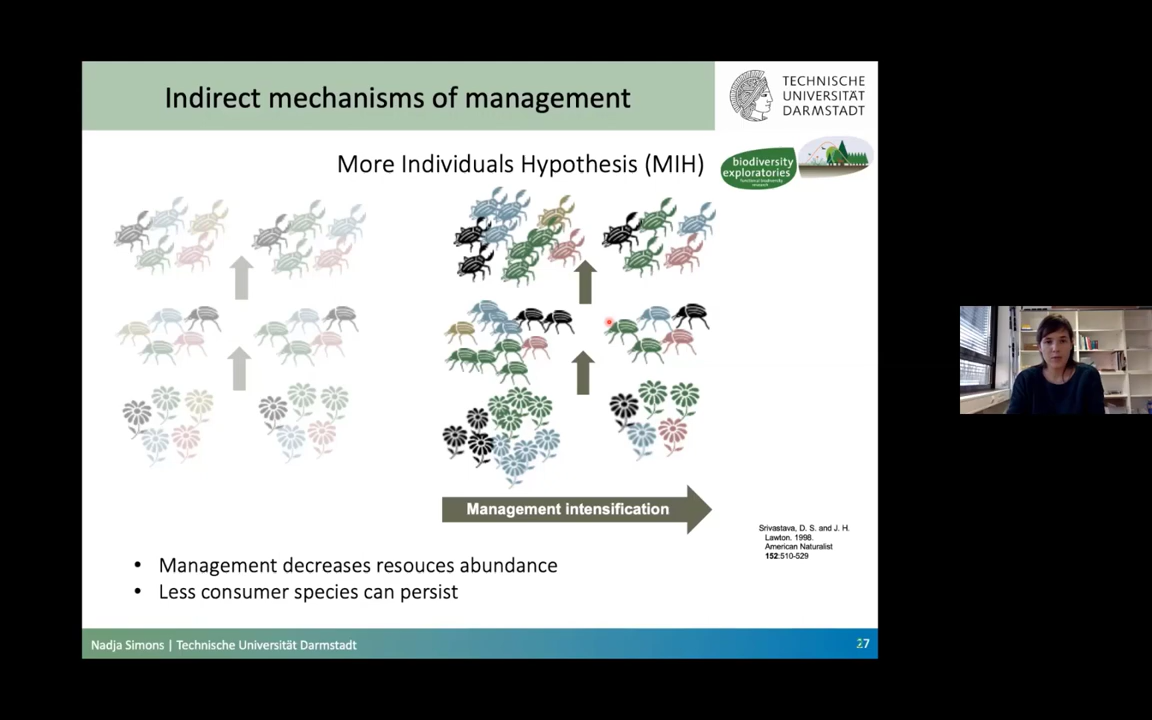 Indirect mechanisms of management
TECHNISCHE
UNIVERSITÄT
DARMSTADT
More Individuals Hypothesis (MIH)
biodiversity
exploratories
Management intensification
Srivastava, D. S. and J. H.
Lawton. 1998.
American Naturalist
152:510-529
• Management decreases resouces abundance
• Less consumer species can persist
Nadja Simons | Technische Universität Darmstadt
27